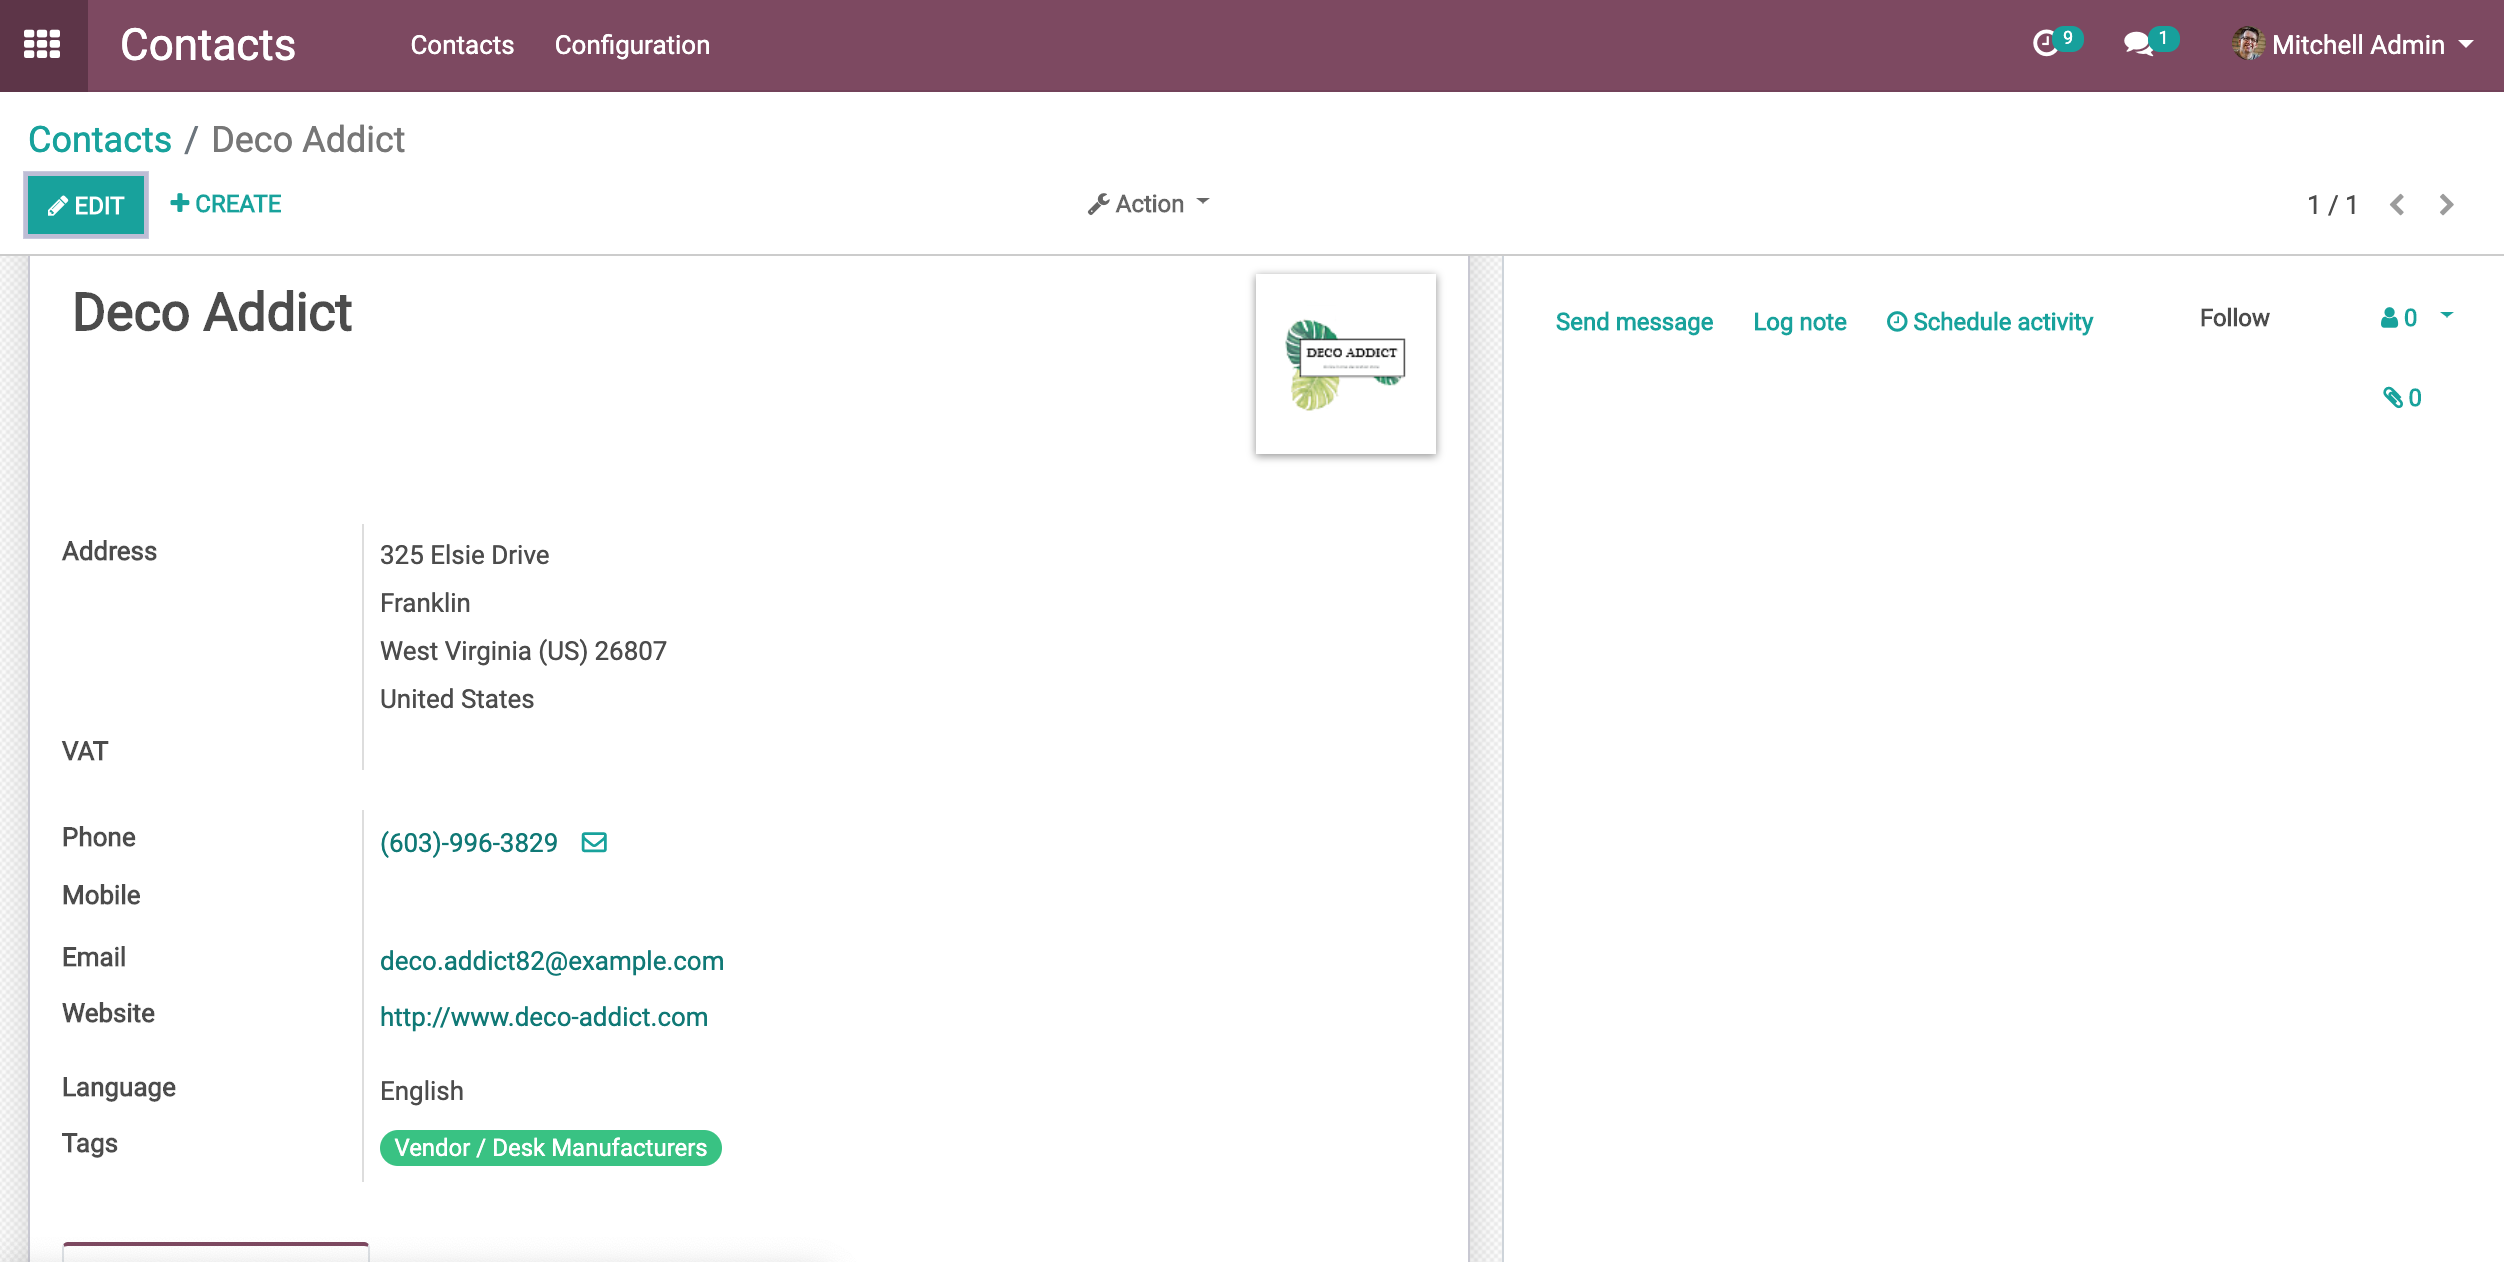 Contacts Contacts Configuration 9 1 Mitchell Admin
Contacts / Deco Addict
EDIT CREATE Action 1 / 1
Deco Addict
DECO ADDICT
Send message Log note Schedule activity Follow 0
0
Address 325 Elsie Drive
Franklin
West Virginia (US) 26807
United States
VAT
Phone (603)-996-3829
Mobile
Email deco.addict82@example.com
Website http://www.deco-addict.com
Language English
Tags Vendor / Desk Manufacturers